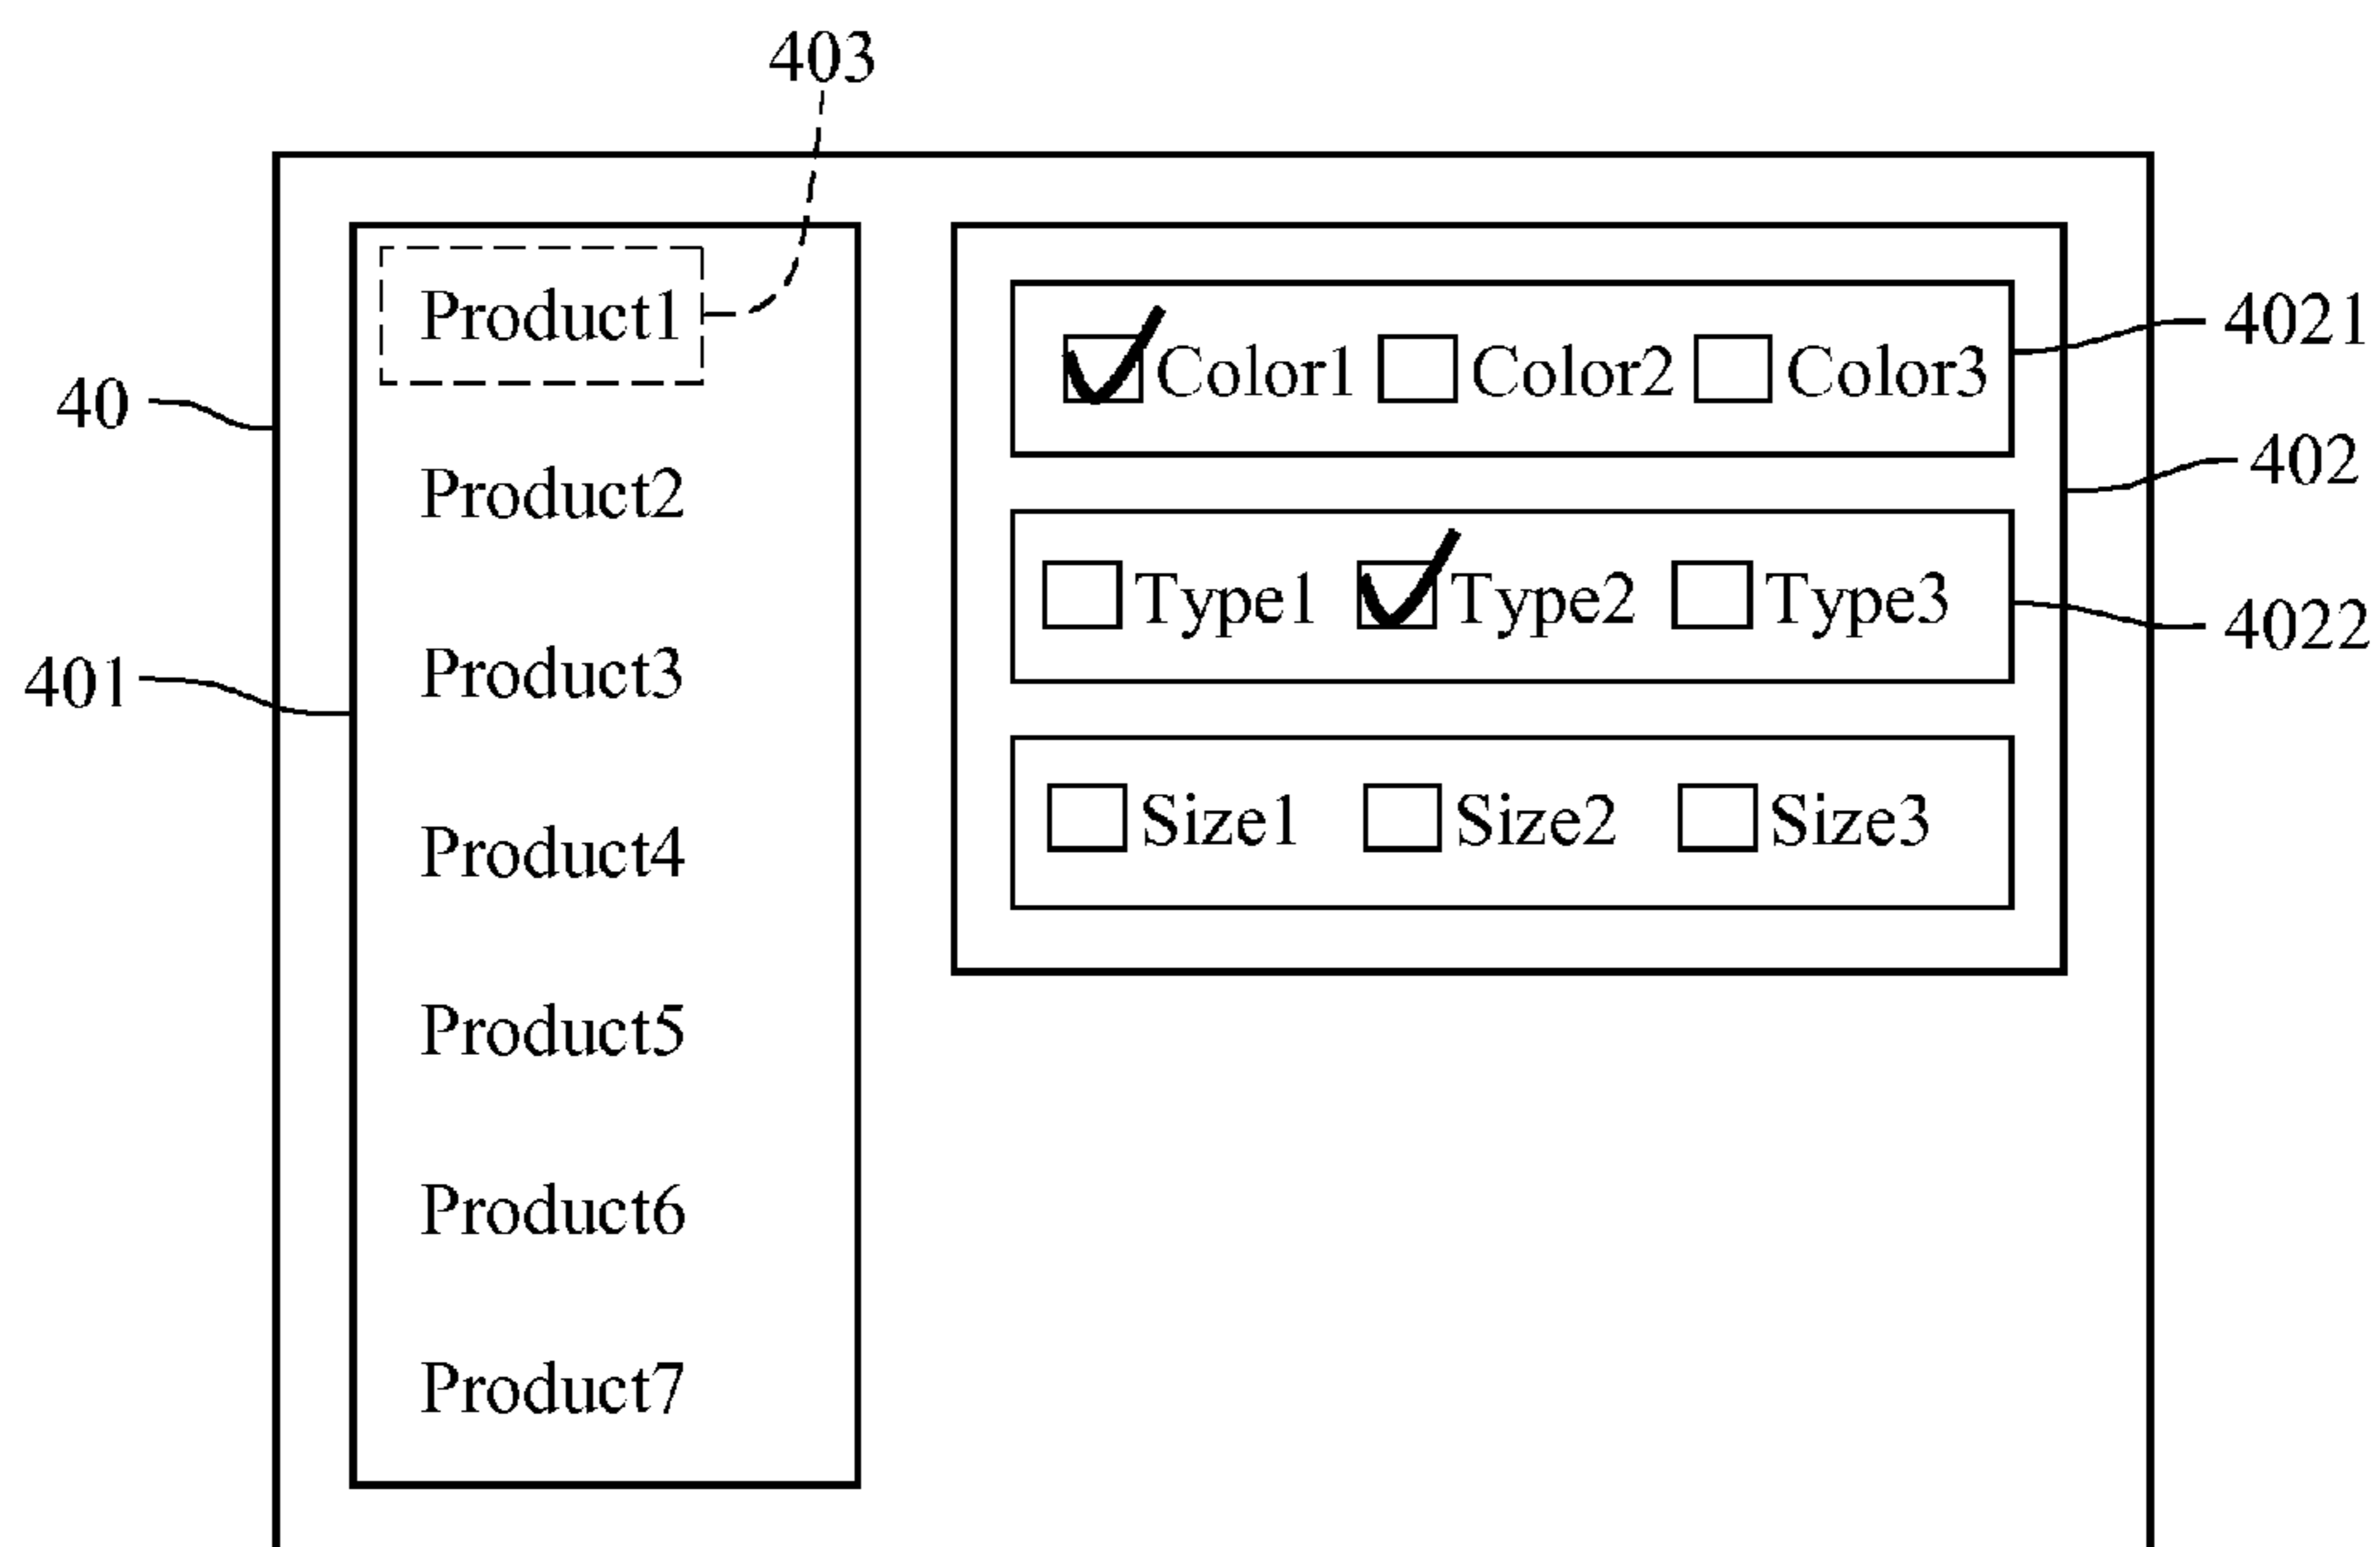 403
Product1
Color1 Color2 Color3
4021
40
402
Product2
Type1 Type2 Type3
4022
401
Product3
Size1 Size2 Size3
Product4
Product5
Product6
Product7